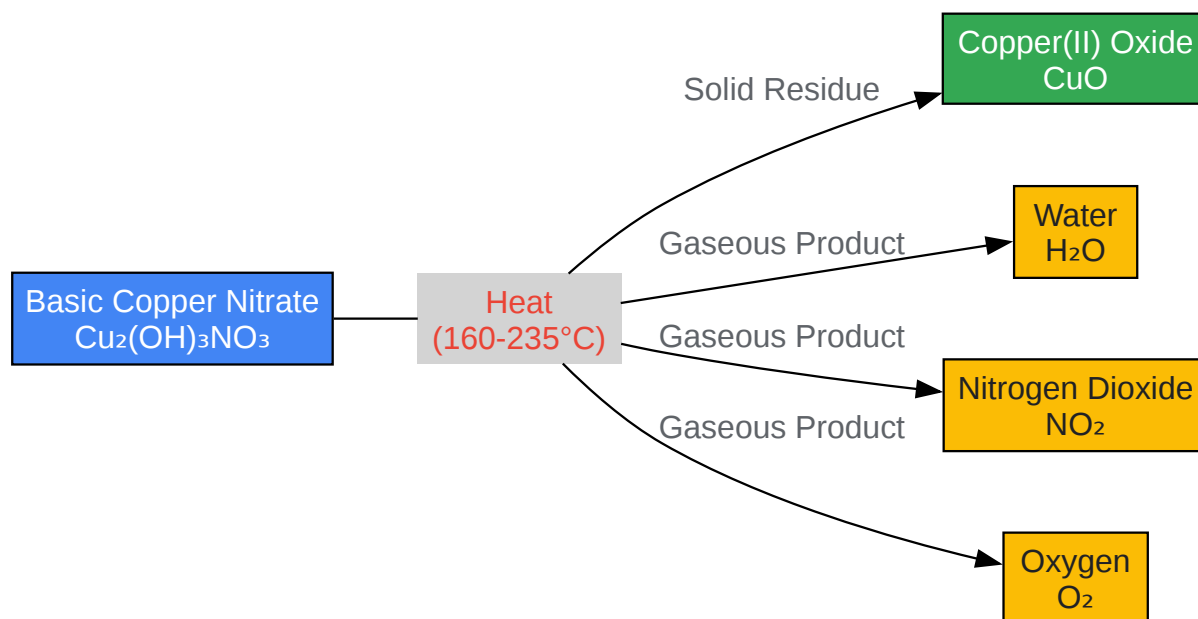 Copper(II) Oxide
CuO
Solid Residue
Water
H₂O
Gaseous Product
Basic Copper Nitrate
Cu₂(OH)₃NO₃
Heat
(160-235°C)
Gaseous Product
Nitrogen Dioxide
NO₂
Gaseous Product
Oxygen
O₂